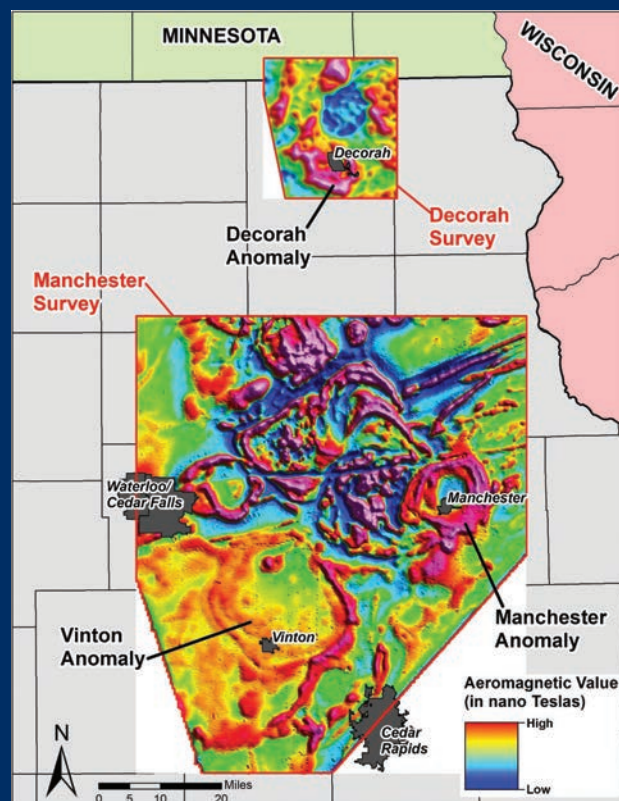 MINNESOTA
WISCONSIN
Decorah
Decorah
Anomaly
Decorah
Survey
Manchester
Survey
Waterloo/
Cedar Falls
Manchester
Vinton
Anomaly
Vinton
Manchester
Anomaly
Cedar
Rapids
Aeromagnetic Value
(in nano Teslas)
High
Low
N
Miles
0 5 10 20